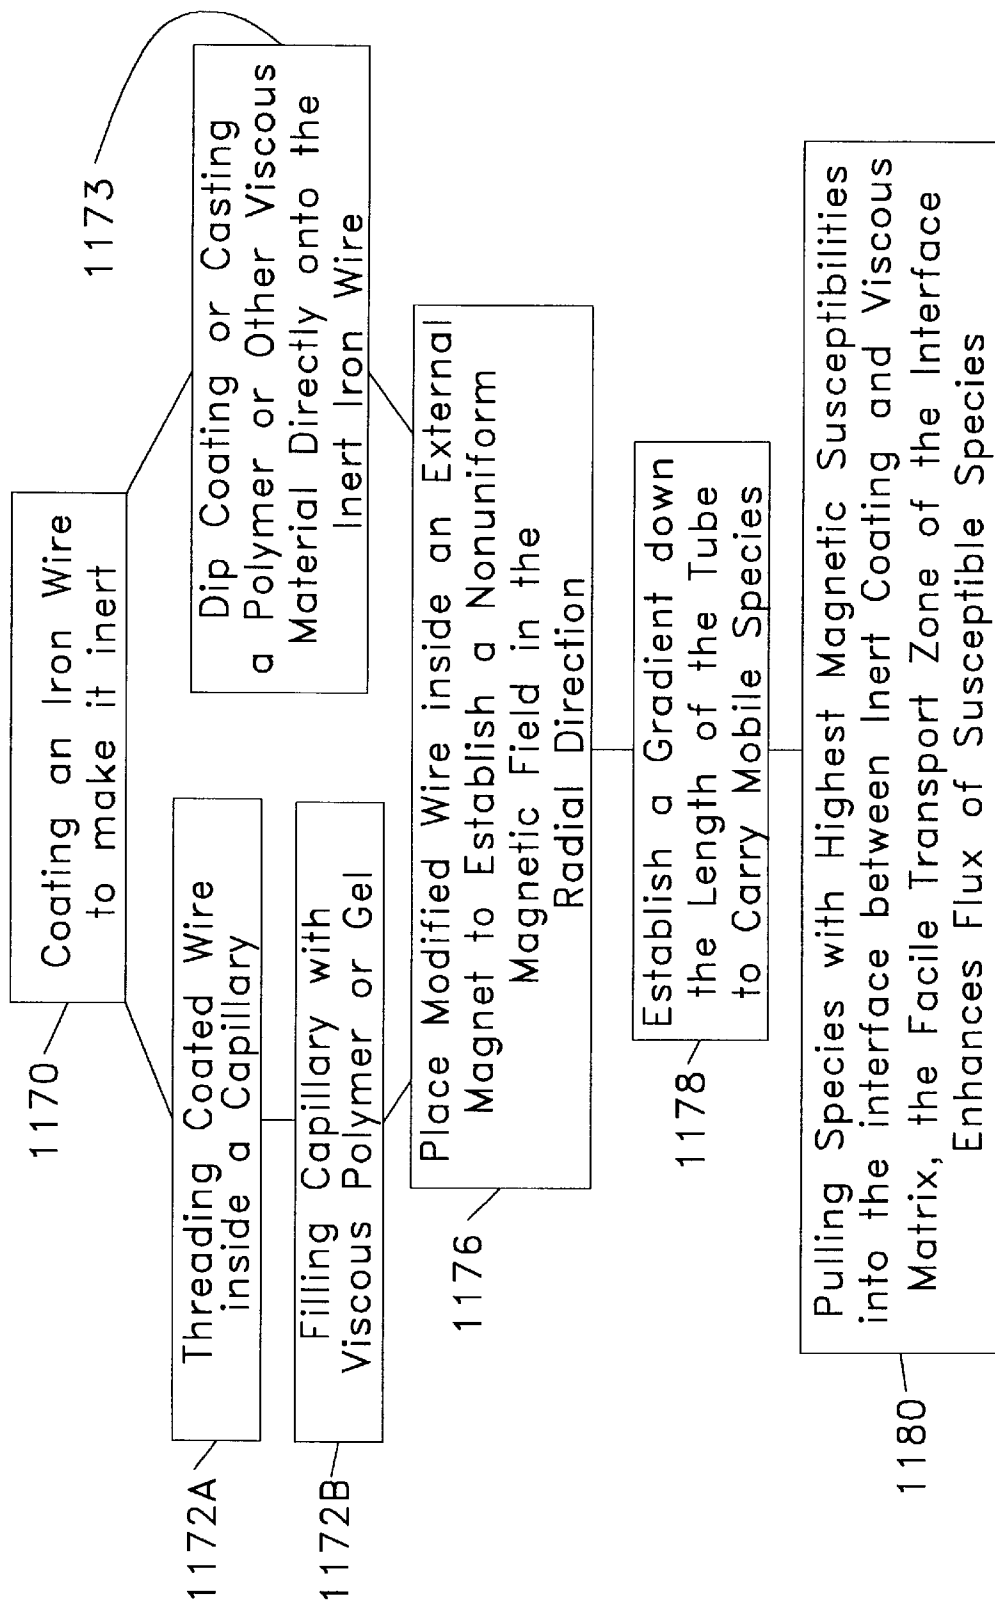 1170
Coating an Iron Wire
to make it inert
1172A
Threading Coated Wire
inside a Capillary
1172B
Filling Capillary with
Viscous Polymer or Gel
1173
Dip Coating or Casting
a Polymer or Other Viscous
Material Directly onto the
Inert Iron Wire
1176
Place Modified Wire inside an External
Magnet to Establish a Nonuniform
Magnetic Field in the
Radial Direction
1178
Establish a Gradient down
the Length of the Tube
to Carry Mobile Species
1180
Pulling Species with Highest Magnetic Susceptibilities
into the interface between Inert Coating and Viscous
Matrix, the Facile Transport Zone of the Interface
Enhances Flux of Susceptible Species